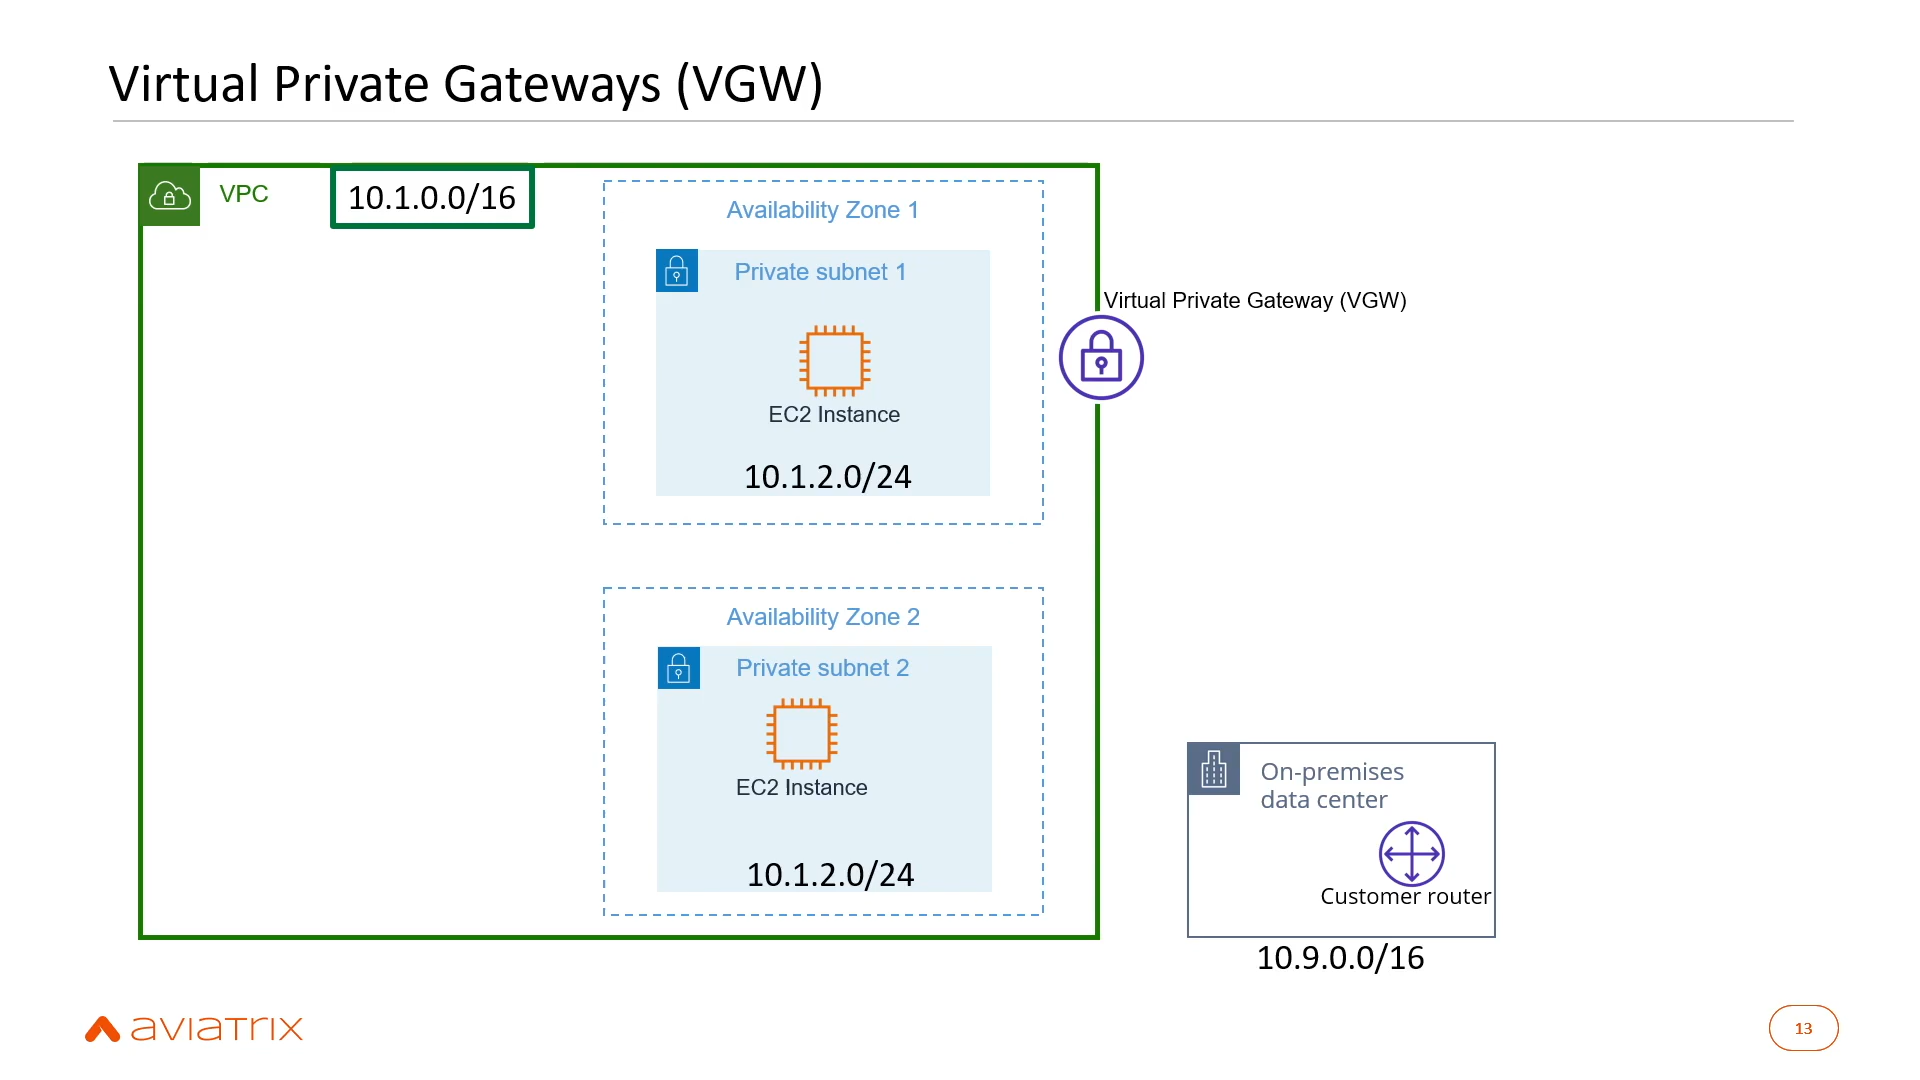 Virtual Private Gateways (VGW)
VPC
10.1.0.0/16
Availability Zone 1
Private subnet 1
EC2 Instance
10.1.2.0/24
Virtual Private Gateway (VGW)
Availability Zone 2
Private subnet 2
EC2 Instance
10.1.2.0/24
On-premises
data center
Customer router
10.9.0.0/16
aviatrix
13